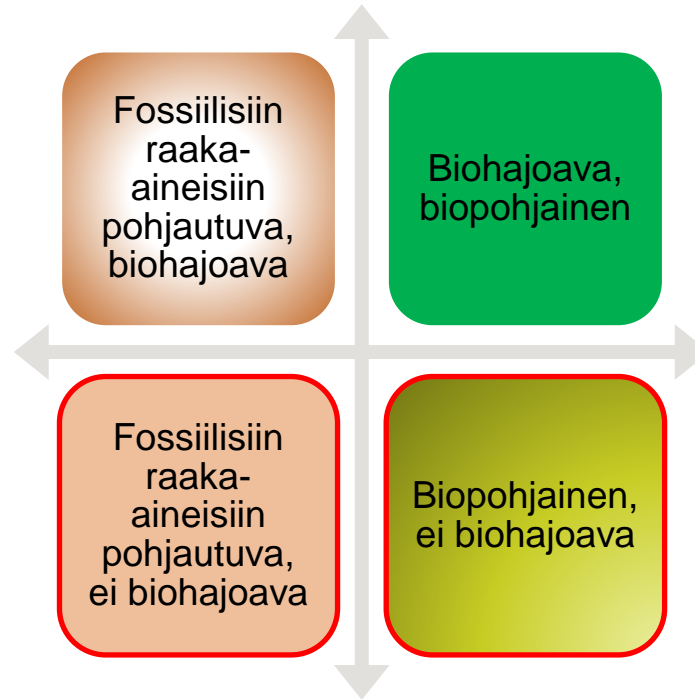 Fossiilisiin
raaka-
aineisiin
pohjautuva,
biohajoava
Biohajoava,
biopohjainen
Fossiilisiin
raaka-
aineisiin
pohjautuva,
ei biohajoava
Biopohjainen,
ei biohajoava